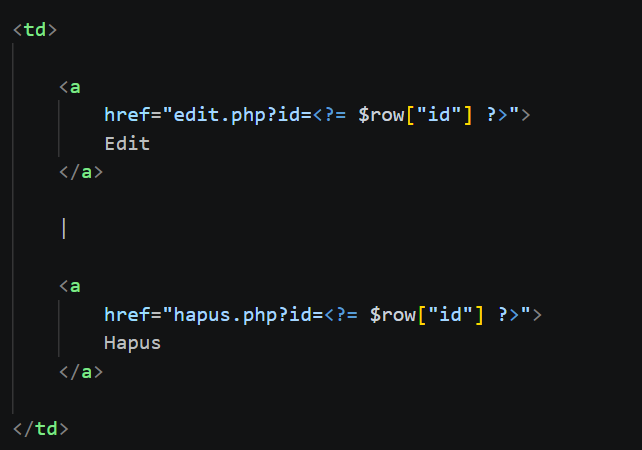 <td>
<a
href="edit.php?id=<?= $row["id"] ?>">
Edit
</a>
|
<a
href="hapus.php?id=<?= $row["id"] ?>">
Hapus
</a>
</td>